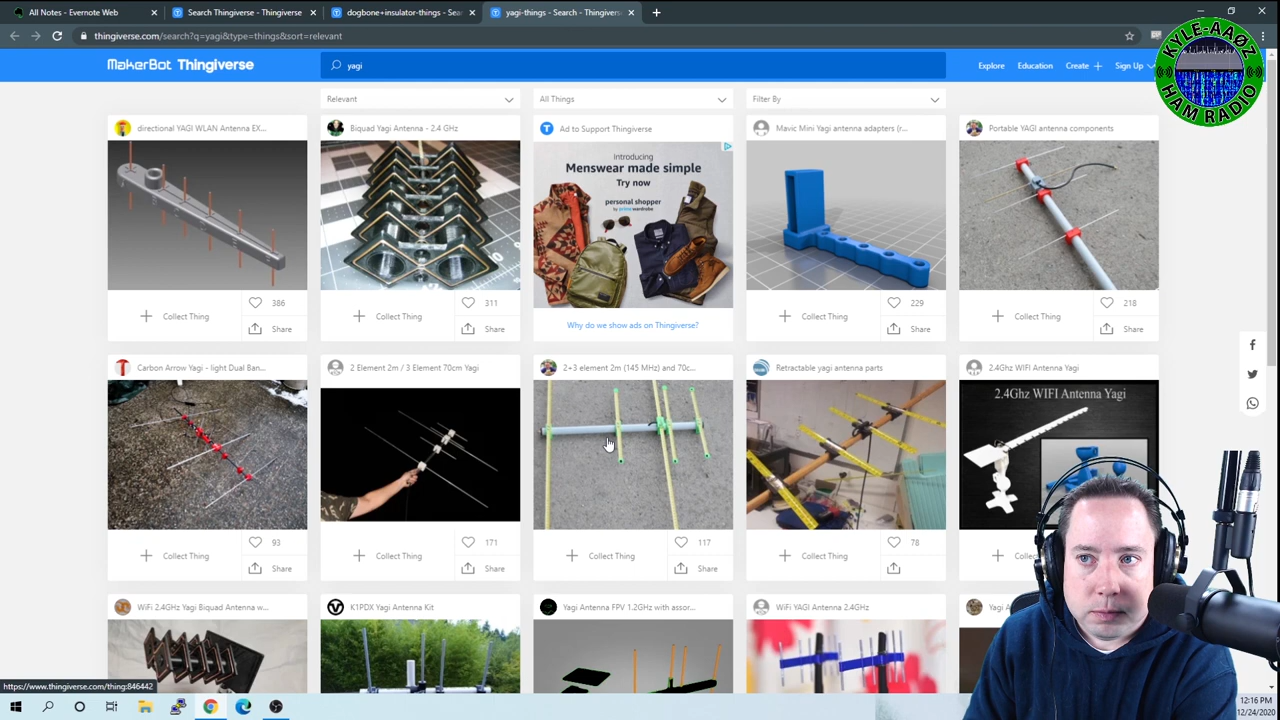 All Notes - Evernote Web
Search Thingiverse - Thingiverse
dogbone+insulator-things - Sea
yagi-things - Search - Thingivers
thingiverse.com/search?q=yagi&type=things&sort=relevant
MakerBot Thingiverse
yagi
Explore
Education
Create
Sign Up
KYLE-AAØZ
HAM RADIO
Relevant
All Things
Filter By
directional YAGI WLAN Antenna EX...
Biquad Yagi Antenna - 2.4 GHz
Ad to Support Thingiverse
Mavic Mini Yagi antenna adapters (r...
Portable YAGI antenna components
Introducing
Menswear made simple
Try now
personal shopper
by prime wardrobe
Why do we show ads on Thingiverse?
Collect Thing
386
Share
Collect Thing
311
Share
Collect Thing
229
Share
Collect Thing
218
Share
Carbon Arrow Yagi - light Dual Ban...
2 Element 2m / 3 Element 70cm Yagi
2+3 element 2m (145 MHz) and 70c...
Retractable yagi antenna parts
2.4Ghz WIFI Antenna Yagi
2.4Ghz WIFI Antenna Yagi
Collect Thing
93
Share
Collect Thing
171
Share
Collect Thing
117
Share
Collect Thing
78
WiFi 2.4GHz Yagi Biquad Antenna w...
K1PDX Yagi Antenna Kit
Yagi Antenna FPV 1.2GHz with assor...
WiFi YAGI Antenna 2.4GHz
Yagi
https://www.thingiverse.com/thing:846442
12:16 PM
12/24/2020